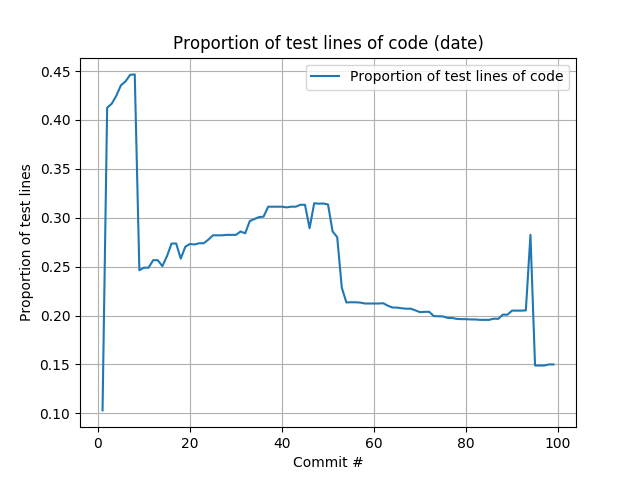 Proportion of test lines of code (date)
Proportion of test lines of code
0.45
0.40
0.35
0.30
0.25
0.20
0.15
0.10
Proportion of test lines
0 20 40 60 80 100
Commit #